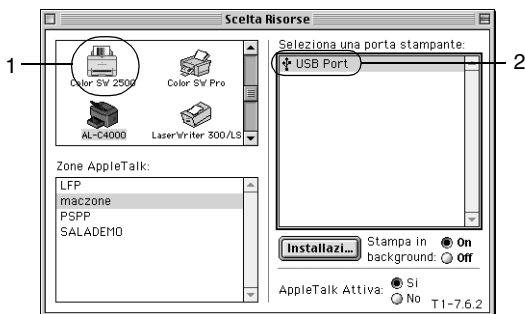 Scelta Risorse
1
Color SW 2500
Color SW Pro
AL-C4000
LaserWriter 300/LS
Zone AppleTalk:
LFP
maczone
PSPP
SALADEMO
Seleziona una porta stampante:
USB Port
2
Installazi...
Stampa in background:
On
Off
AppleTalk Attiva:
Si
No
T1-7.6.2